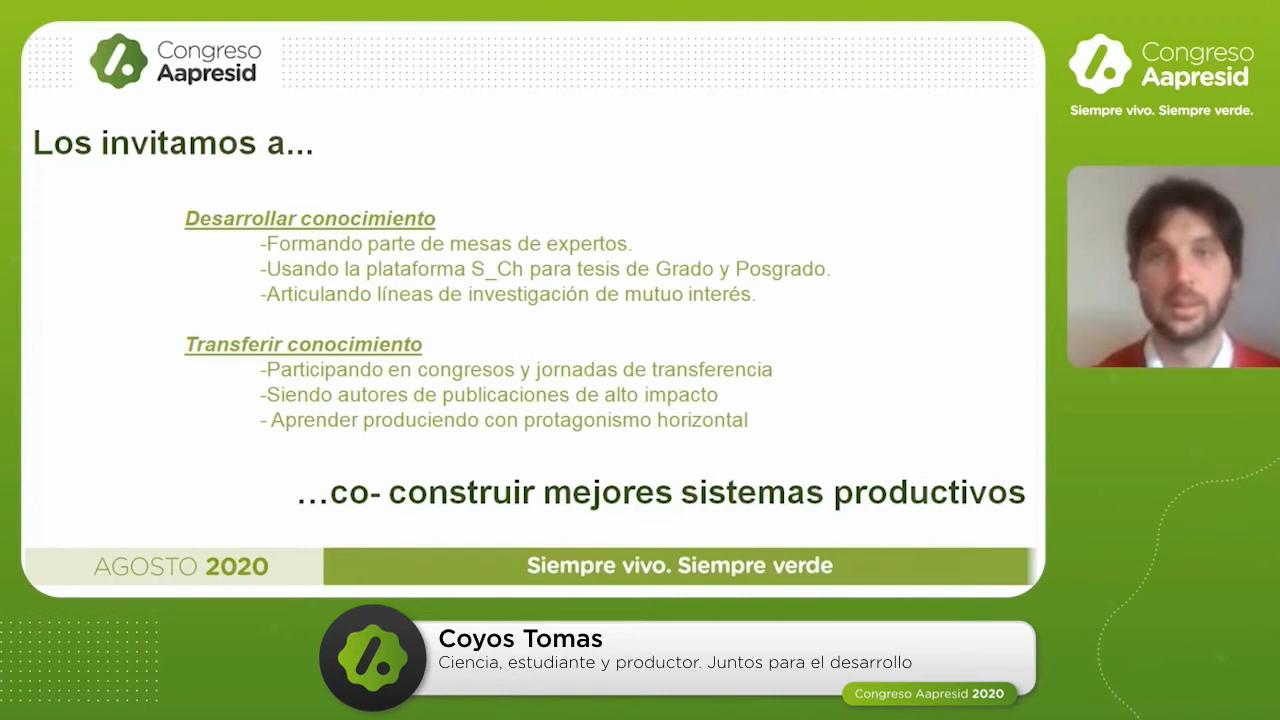 Congreso
Aapresid
Congreso
Aapresid
Siempre vivo. Siempre verde.
Los invitamos a...
Desarrollar conocimiento
-Formando parte de mesas de expertos.
-Usando la plataforma S_Ch para tesis de Grado y Posgrado.
-Articulando líneas de investigación de mutuo interés.
Transferir conocimiento
-Participando en congresos y jornadas de transferencia
-Siendo autores de publicaciones de alto impacto
- Aprender produciendo con protagonismo horizontal
...co- construir mejores sistemas productivos
AGOSTO 2020
Siempre vivo. Siempre verde
Coyos Tomas
Ciencia, estudiante y productor. Juntos para el desarrollo
Congreso Aapresid 2020